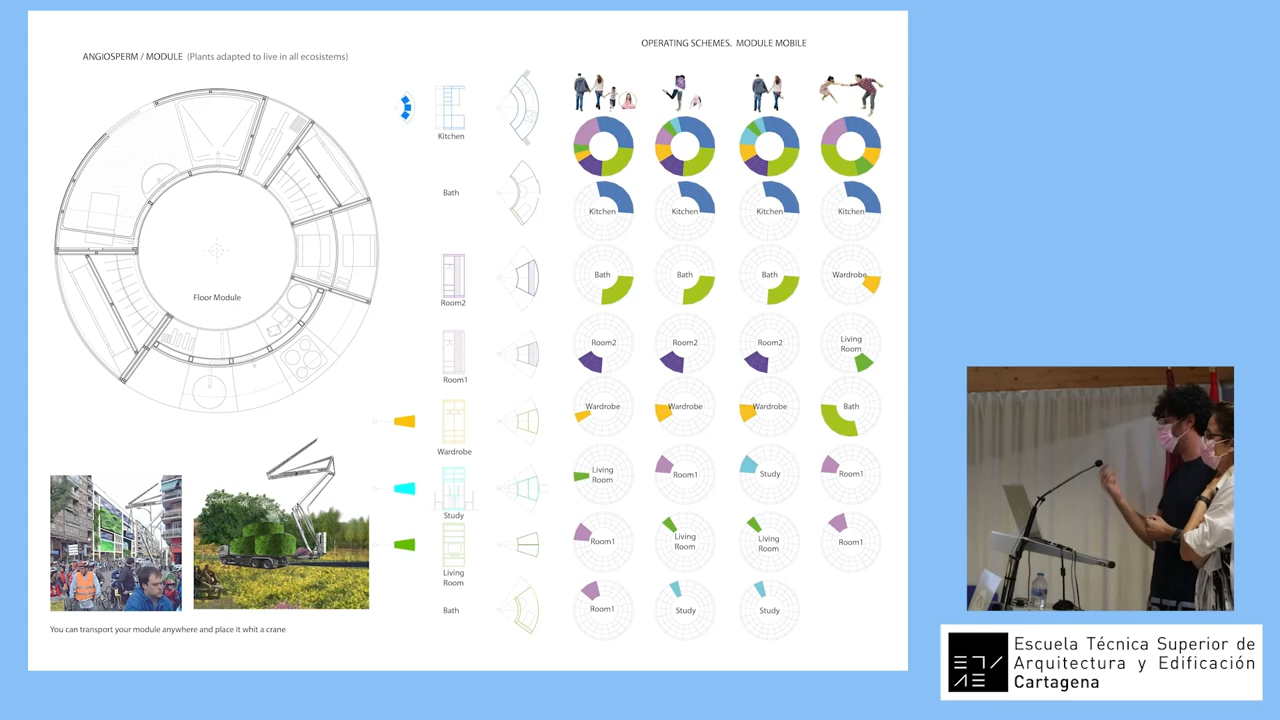 ANGIOSPERM / MODULE (Plants adapted to live in all ecosistems)
OPERATING SCHEMES. MODULE MOBILE
Floor Module
You can transport your module anywhere and place it whit a crane
Kitchen
Bath
Room2
Room1
Wardrobe
Study
Living
Room
Bath
Kitchen
Kitchen
Kitchen
Kitchen
Bath
Bath
Bath
Wardrobe
Room2
Room2
Room2
Living
Room
Wardrobe
Wardrobe
Wardrobe
Bath
Living
Room
Room1
Study
Room1
Room1
Living
Room
Living
Room
Room1
Room1
Study
Study
Escuela Técnica Superior de
Arquitectura y Edificación
Cartagena